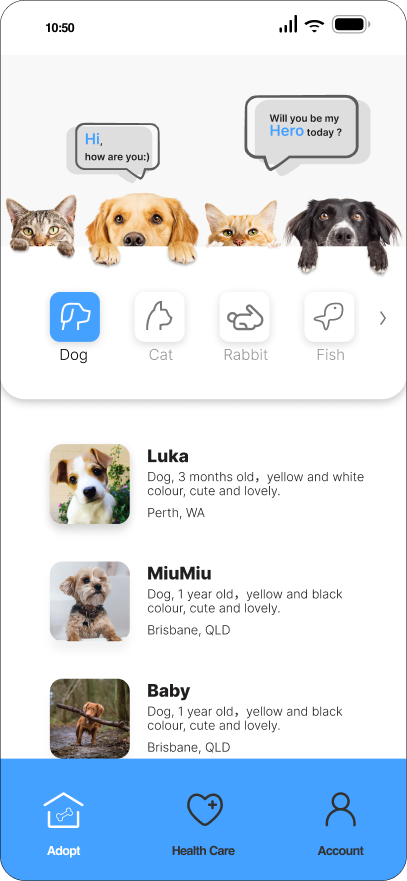 10:50
Hi,
how are you:)
Will you be my
Hero today ?
Dog
Cat
Rabbit
Fish
Luka
Dog, 3 months old，yellow and white
colour, cute and lovely.
Perth, WA
MiuMiu
Dog, 1 year old，yellow and black
colour, cute and lovely.
Brisbane, QLD
Baby
Dog, 1 year old，yellow and black
colour, cute and lovely.
Brisbane, QLD
Adopt
Health Care
Account